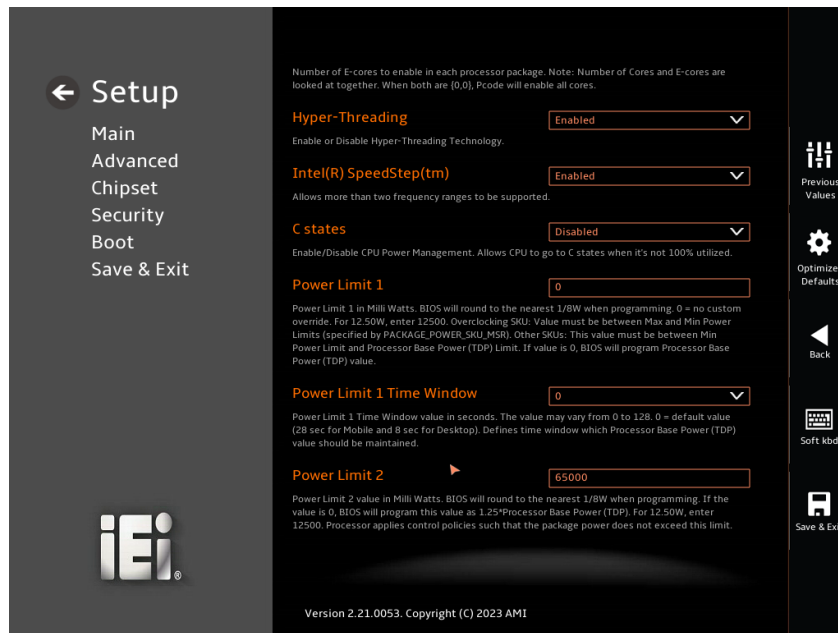 Setup
Main
Advanced
Chipset
Security
Boot
Save & Exit
iEi®
Number of E-cores to enable in each processor package. Note: Number of Cores and E-cores are
looked at together. When both are {0,0}, Pcode will enable all cores.
Hyper-Threading
Enabled
Enable or Disable Hyper-Threading Technology.
Intel(R) SpeedStep(tm)
Enabled
Allows more than two frequency ranges to be supported.
C states
Disabled
Enable/Disable CPU Power Management. Allows CPU to go to C states when it's not 100% utilized.
Power Limit 1
0
Power Limit 1 in Milli Watts. BIOS will round to the nearest 1/8W when programming. 0 = no custom
override. For 12.50W, enter 12500. Overclocking SKU: Value must be between Max and Min Power
Limits (specified by PACKAGE_POWER_SKU_MSR). Other SKUs: This value must be between Min
Power Limit and Processor Base Power (TDP) Limit. If value is 0, BIOS will program Processor Base
Power (TDP) value.
Power Limit 1 Time Window
0
Power Limit 1 Time Window value in seconds. The value may vary from 0 to 128. 0 = default value
(28 sec for Mobile and 8 sec for Desktop). Defines time window which Processor Base Power (TDP)
value should be maintained.
Power Limit 2
65000
Power Limit 2 value in Milli Watts. BIOS will round to the nearest 1/8W when programming. If the
value is 0, BIOS will program this value as 1.25*Processor Base Power (TDP). For 12.50W, enter
12500. Processor applies control policies such that the package power does not exceed this limit.
Version 2.21.0053. Copyright (C) 2023 AMI
Previous
Values
Optimize
Defaults
Back
Soft kbd
Save & Exi